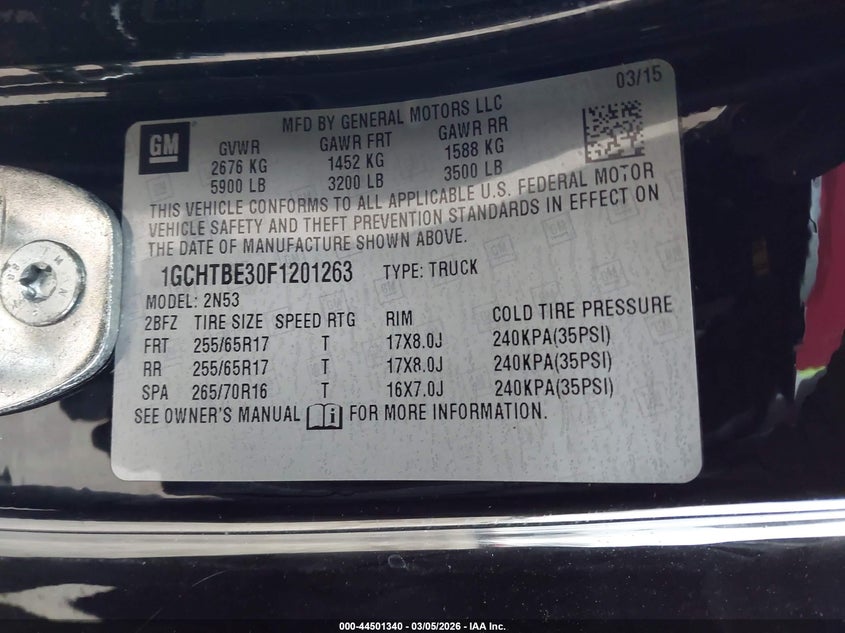 03/15
GM
MFD BY GENERAL MOTORS LLC
GVWR GAWR FRT GAWR RR
2676 KG 1452 KG 1588 KG
5900 LB 3200 LB 3500 LB
THIS VEHICLE CONFORMS TO ALL APPLICABLE U.S. FEDERAL MOTOR
VEHICLE SAFETY AND THEFT PREVENTION STANDARDS IN EFFECT ON
THE DATE OF MANUFACTURE SHOWN ABOVE.
1GCHTBE30F1201263 TYPE: TRUCK
MODEL: 2N53
2BFZ TIRE SIZE SPEED RTG RIM COLD TIRE PRESSURE
FRT 255/65R17 T 17X8.0J 240KPA(35PSI)
RR 255/65R17 T 17X8.0J 240KPA(35PSI)
SPA 265/70R16 T 16X7.0J 240KPA(35PSI)
SEE OWNER'S MANUAL i FOR MORE INFORMATION.
000-44501340 | 03/05/2026 | IAA Inc.